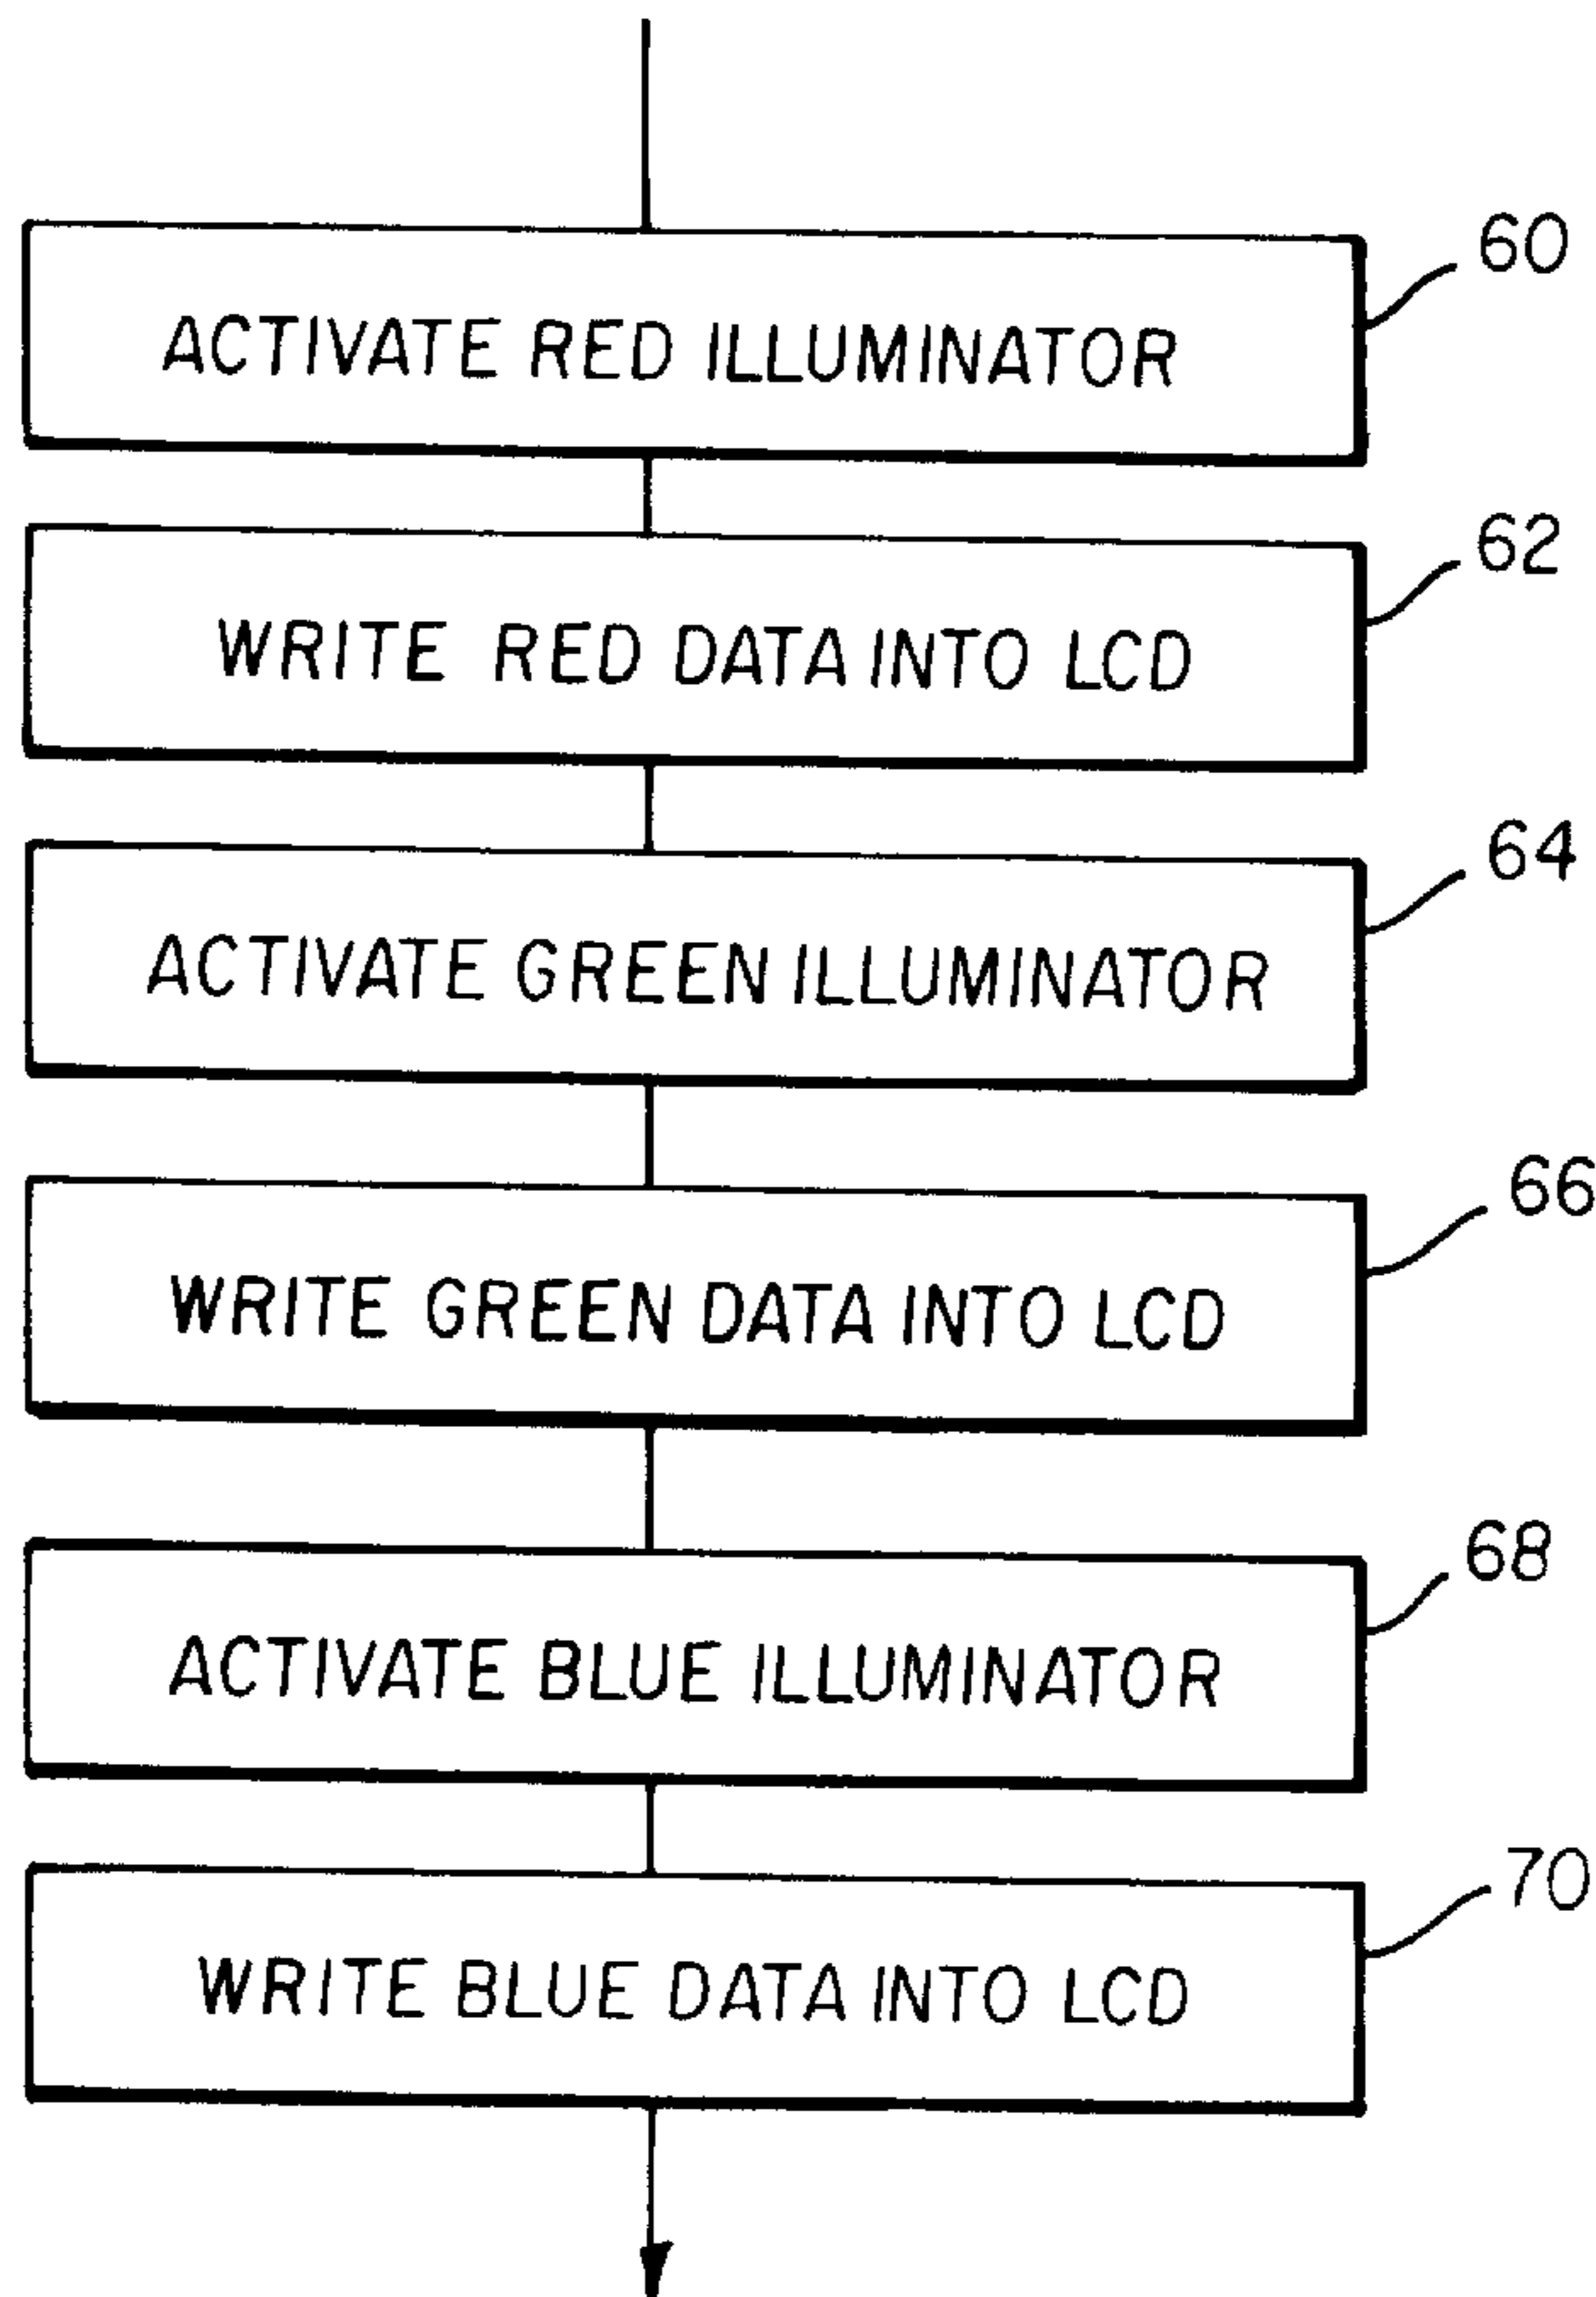 60
ACTIVATE RED ILLUMINATOR
62
WRITE RED DATA INTO LCD
64
ACTIVATE GREEN ILLUMINATOR
66
WRITE GREEN DATA INTO LCD
68
ACTIVATE BLUE ILLUMINATOR
70
WRITE BLUE DATA INTO LCD